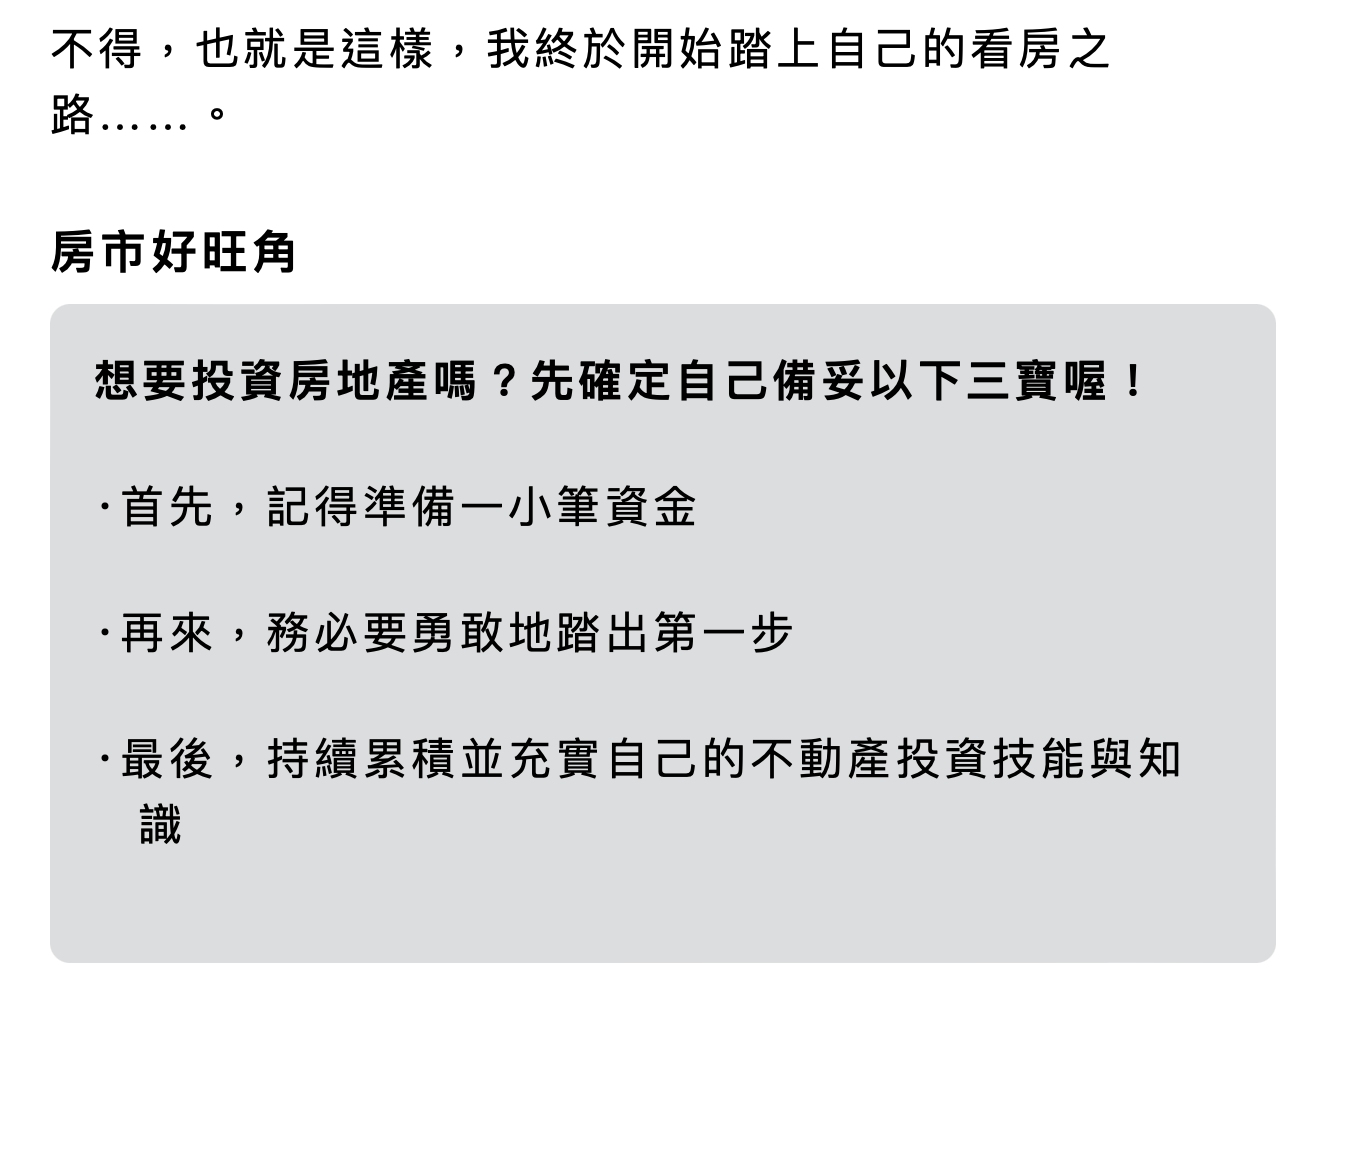 不得，也就是這樣，我終於開始踏上自己的看房之
路……。
房市好旺角
想要投資房地產嗎？先確定自己備妥以下三寶喔！
·首先，記得準備一小筆資金
·再來，務必要勇敢地踏出第一步
·最後，持續累積並充實自己的不動產投資技能與知
識